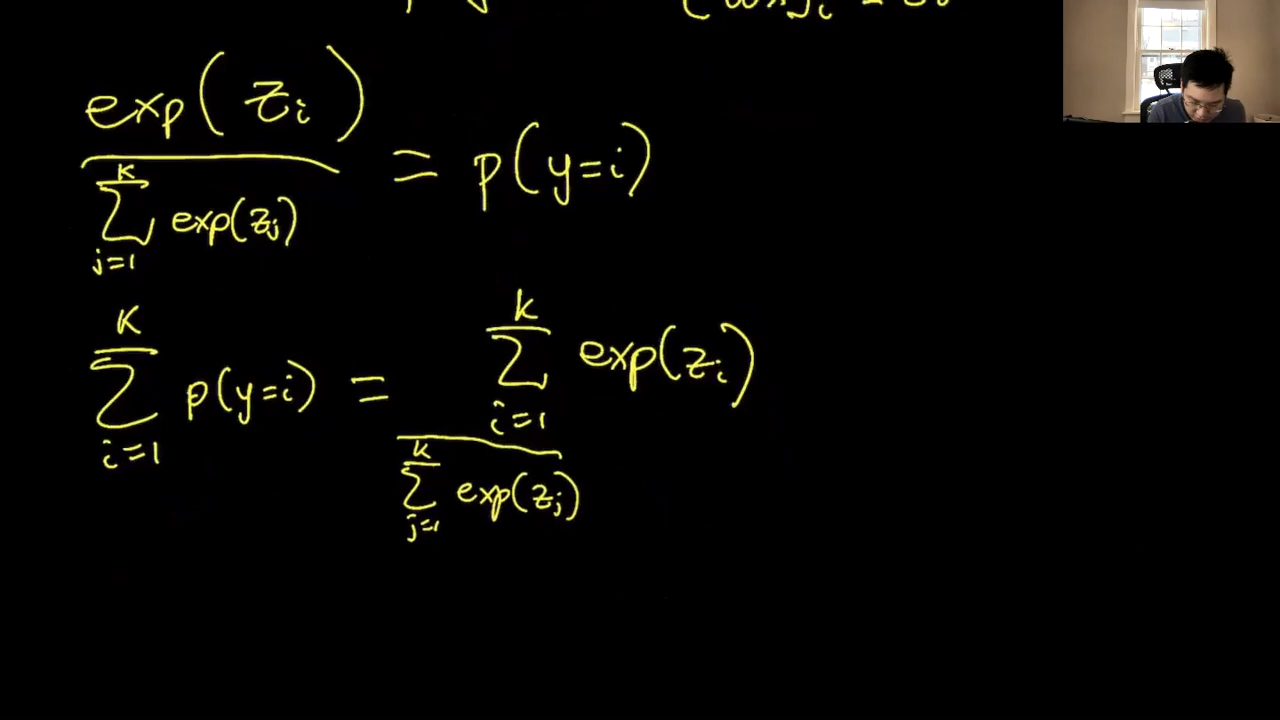 exp(z_i) / Σ_{j=1}^{K} exp(z_j) = p(y=i)
Σ_{i=1}^{K} p(y=i) = Σ_{i=1}^{K} exp(z_i) / Σ_{j=1}^{K} exp(z_j)